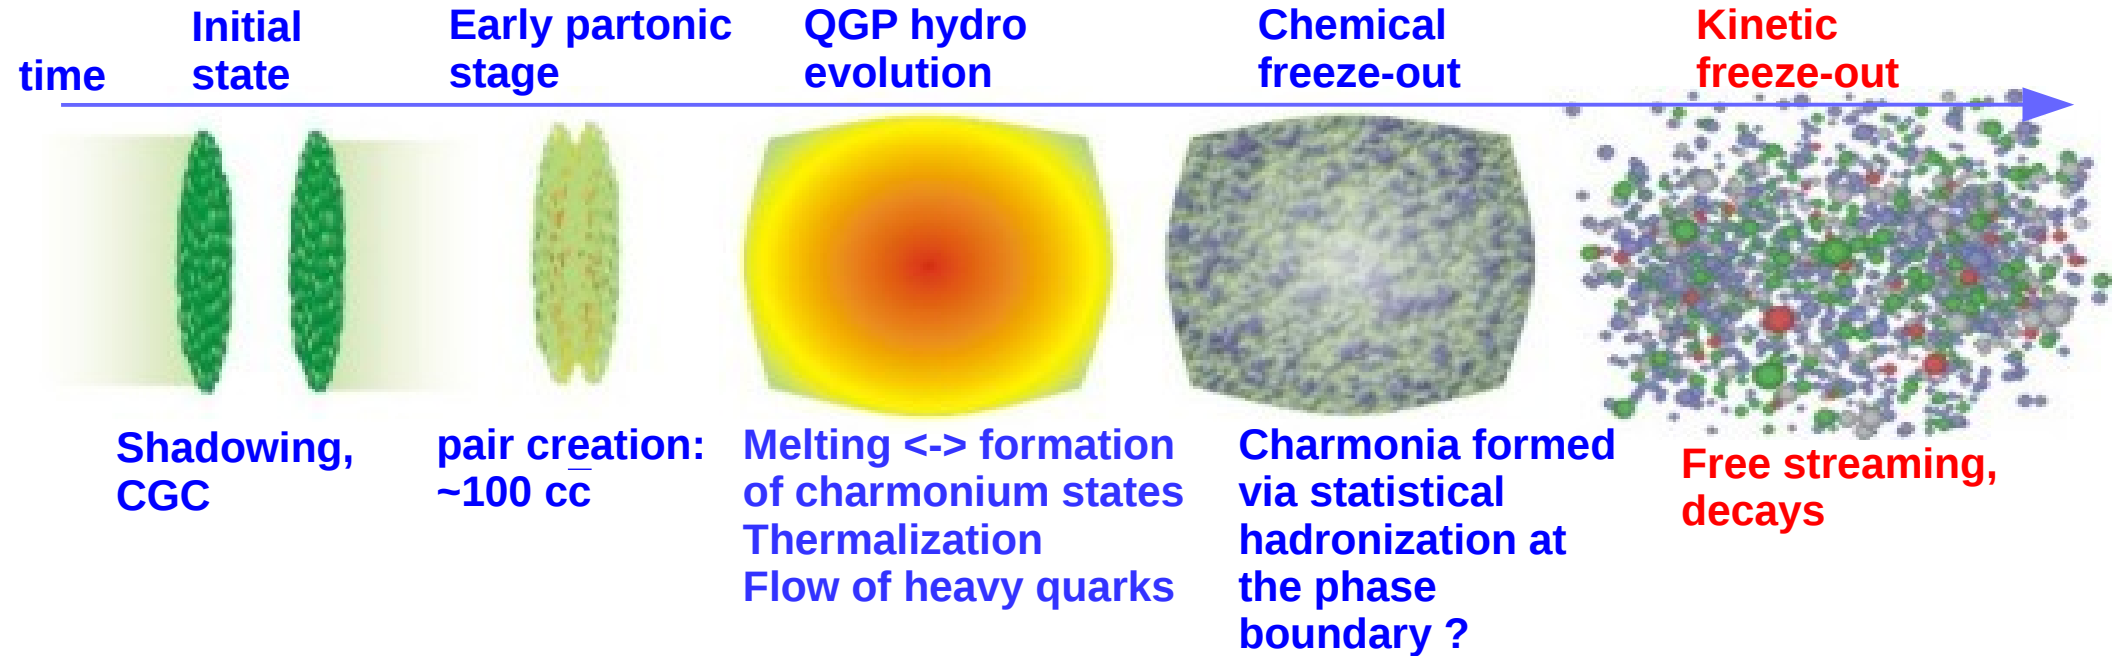 time
Initial
state
Early partonic
stage
QGP hydro
evolution
Chemical
freeze-out
Kinetic
freeze-out
Shadowing,
CGC
pair creation:
~100 cc̅
Melting <-> formation
of charmonium states
Thermalization
Flow of heavy quarks
Charmonia formed
via statistical
hadronization at
the phase
boundary ?
Free streaming,
decays